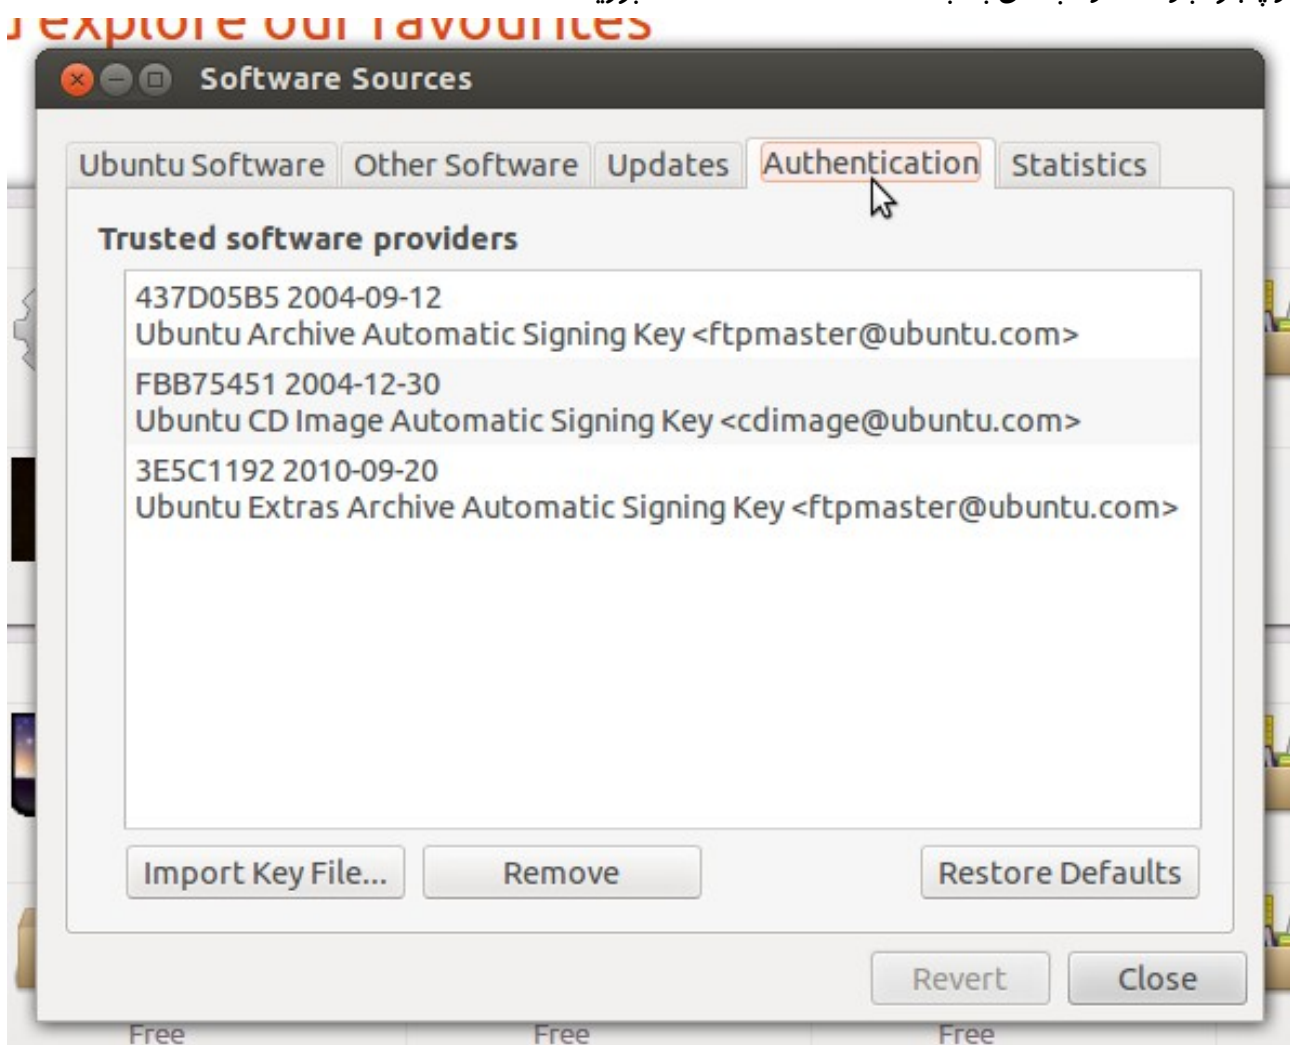 explore our favourites
Software Sources
Ubuntu Software Other Software Updates Authentication Statistics
Trusted software providers
437D05B5 2004-09-12
Ubuntu Archive Automatic Signing Key <ftpmaster@ubuntu.com>
FBB75451 2004-12-30
Ubuntu CD Image Automatic Signing Key <cdimage@ubuntu.com>
3E5C1192 2010-09-20
Ubuntu Extras Archive Automatic Signing Key <ftpmaster@ubuntu.com>
Import Key File... Remove Restore Defaults
Revert Close
Free Free Free